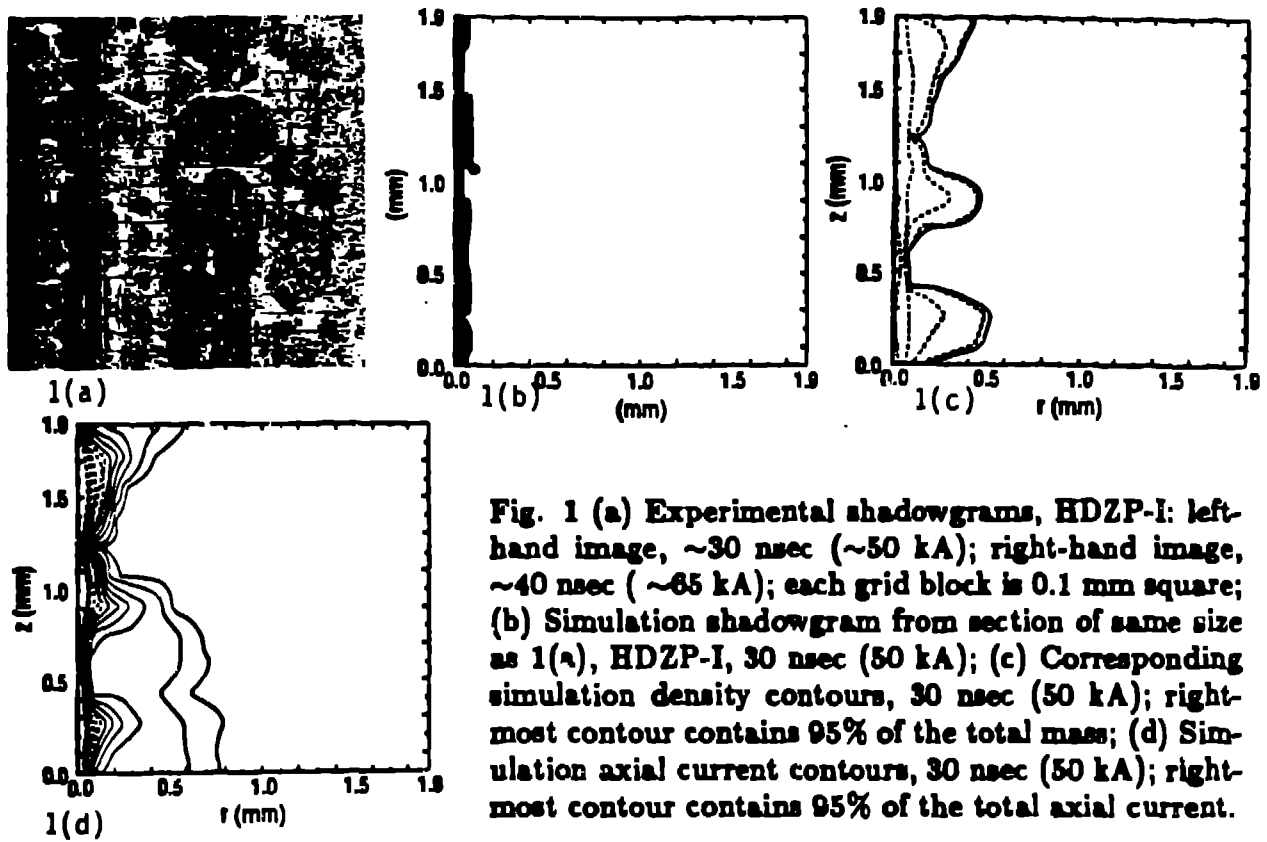 1.9
1.5
1.0
0.5
0.0
(mm)
0.0
0.5
1.0
1.5
1.9
(mm)
1(a)
1(b)
1.9
1.5
1.0
0.5
0.0
z (mm)
0.0
0.5
1.0
1.5
1.9
r (mm)
1(c)
1.9
1.5
1.0
0.5
0.0
z (mm)
0.0
0.5
1.0
1.5
1.9
r (mm)
1(d)
Fig. 1 (a) Experimental shadowgrams, HDZP-I: left-
hand image, ~30 nsec (~50 kA); right-hand image,
~40 nsec ( ~65 kA); each grid block is 0.1 mm square;
(b) Simulation shadowgram from section of same size
as 1(a), HDZP-I, 30 nsec (50 kA); (c) Corresponding
simulation density contours, 30 nsec (50 kA); right-
most contour contains 95% of the total mass; (d) Sim-
ulation axial current contours, 30 nsec (50 kA); right-
most contour contains 95% of the total axial current.